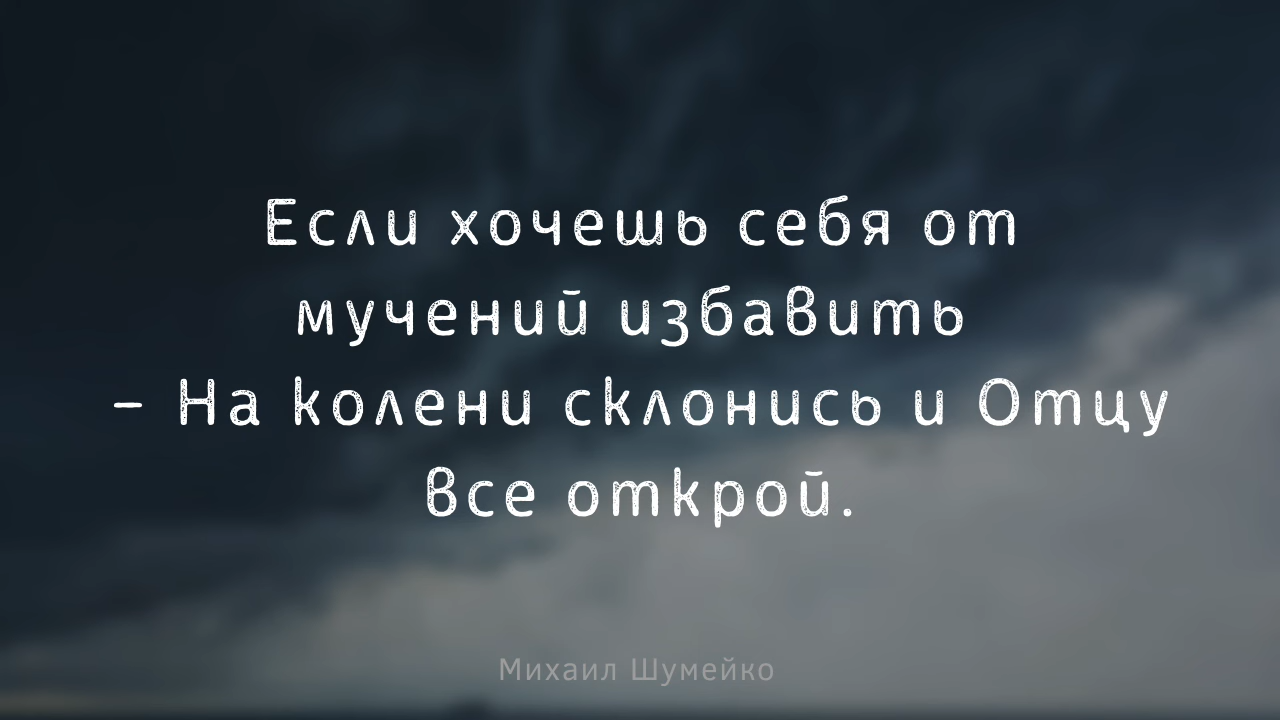 Если хочешь себя от
мучений избавить
– На колени склонись и Отцу
все открой.
Михаил Шумейко